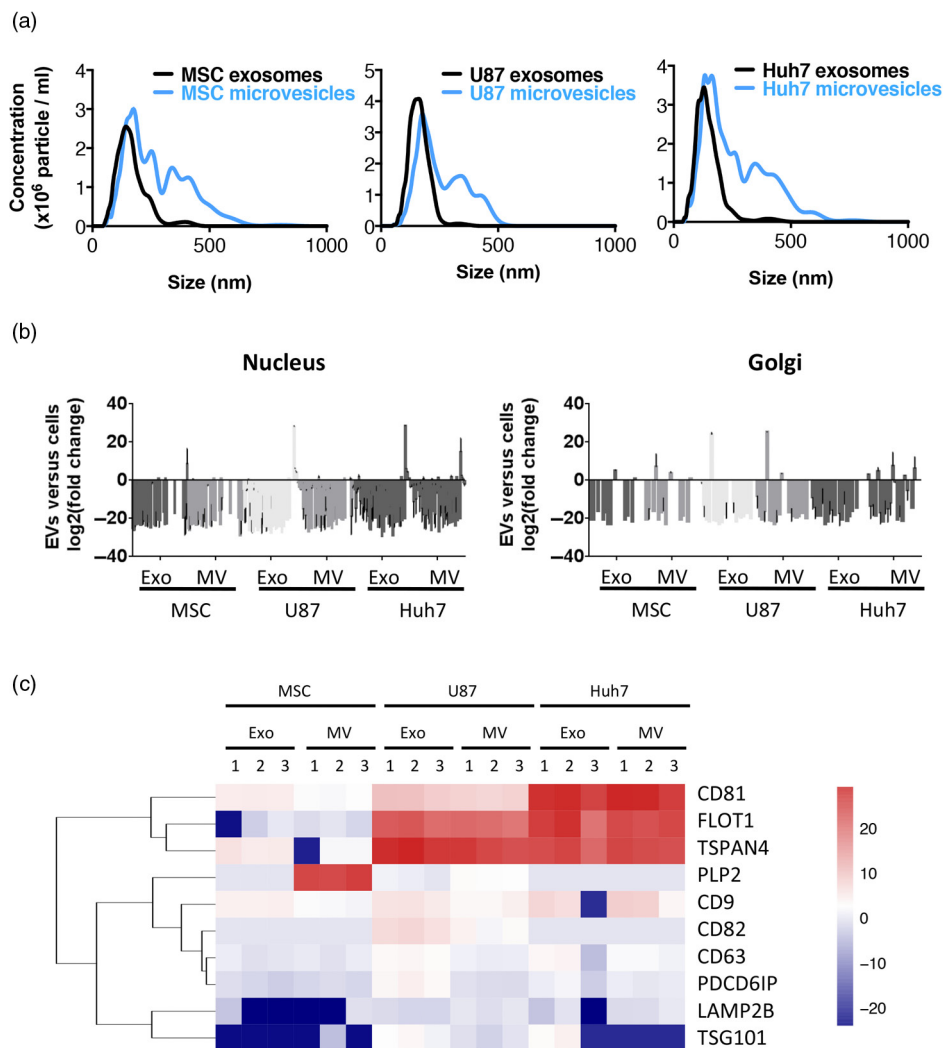 (a)
MSC exosomes
MSC microvesicles
U87 exosomes
U87 microvesicles
Huh7 exosomes
Huh7 microvesicles
Concentration
(x10⁶ particle / ml)
4
3
2
1
0
0 500 1000
Size (nm)
5
4
3
2
1
0
0 500 1000
Size (nm)
4
3
2
1
0
0 500 1000
Size (nm)
(b)
Nucleus
EVs versus cells
log2(fold change)
40
20
0
−20
−40
Exo MV Exo MV Exo MV
MSC U87 Huh7
Golgi
EVs versus cells
log2(fold change)
40
20
0
−20
−40
Exo MV Exo MV Exo MV
MSC U87 Huh7
(c)
MSC U87 Huh7
Exo MV Exo MV Exo MV
1 2 3 1 2 3 1 2 3 1 2 3 1 2 3 1 2 3
CD81
FLOT1
TSPAN4
PLP2
CD9
CD82
CD63
PDCD6IP
LAMP2B
TSG101
20
10
0
−10
−20